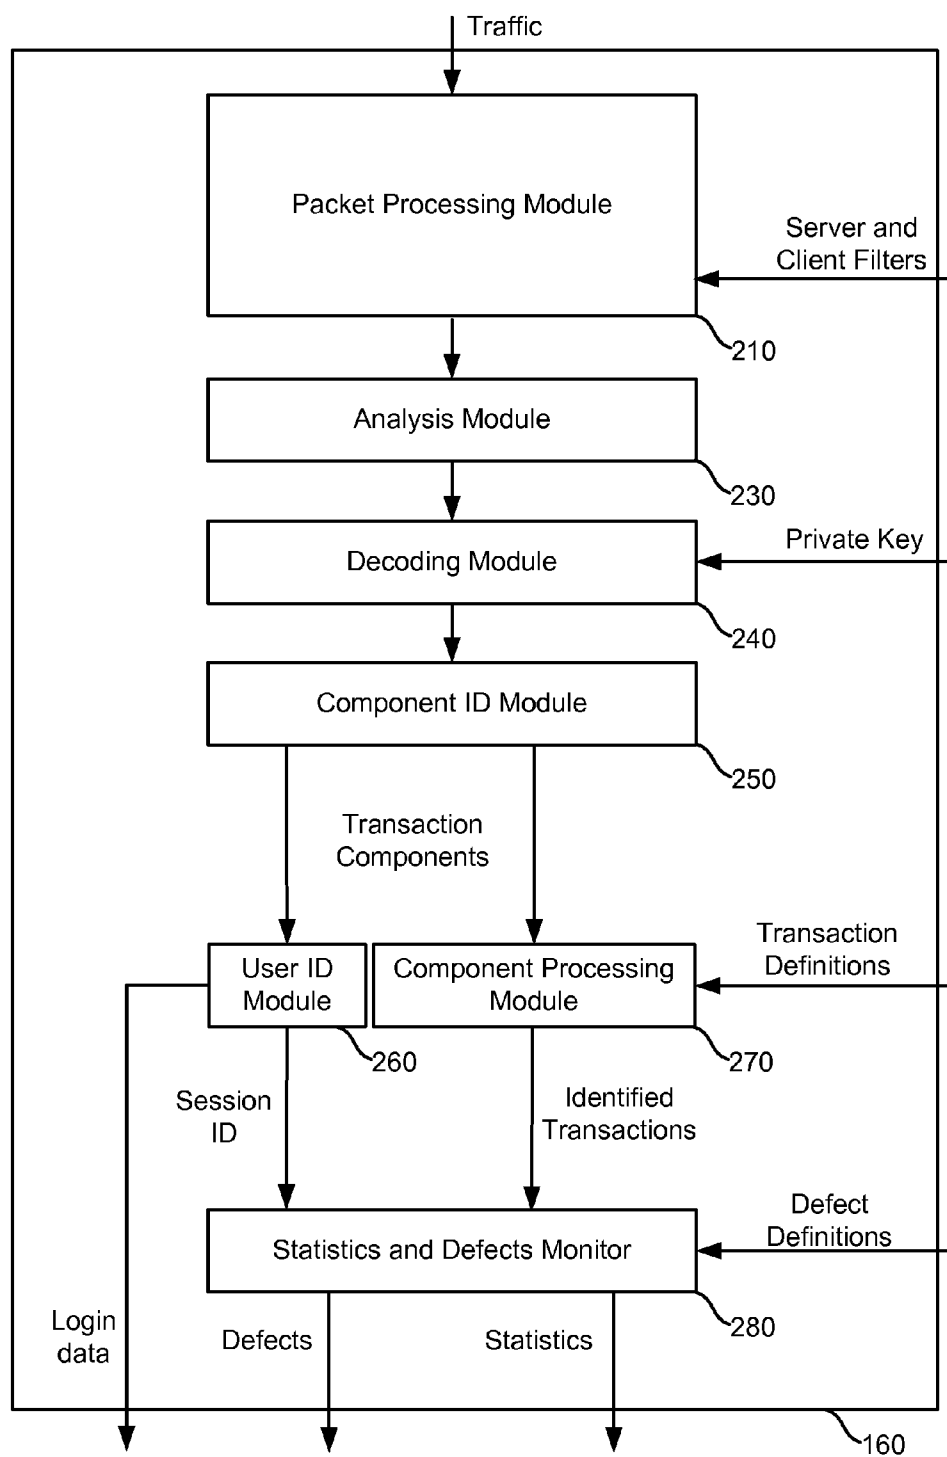 Traffic
Packet Processing Module
Server and
Client Filters
210
Analysis Module
230
Decoding Module
Private Key
240
Component ID Module
250
Transaction
Components
User ID
Module
Component Processing
Module
Transaction
Definitions
260
270
Session
ID
Identified
Transactions
Statistics and Defects Monitor
Defect
Definitions
280
Login
data
Defects
Statistics
160